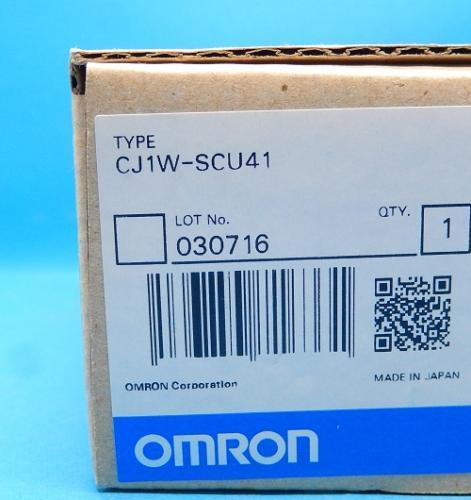 TYPE
CJ1W-SCU41
LOT No.
030716
QTY.
1
OMRON Corporation
MADE IN JAPAN
OMRON